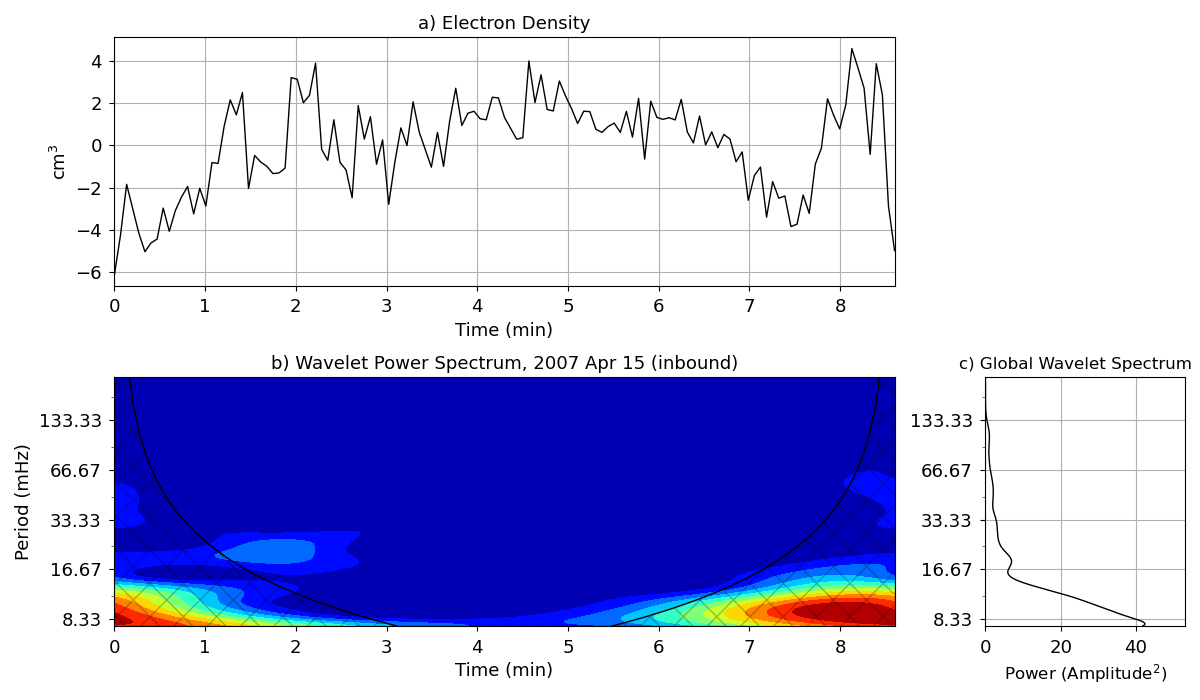 a) Electron Density
4
2
0
−2
−4
−6
cm³
0 1 2 3 4 5 6 7 8
Time (min)
b) Wavelet Power Spectrum, 2007 Apr 15 (inbound)
133.33
66.67
33.33
16.67
8.33
Period (mHz)
0 1 2 3 4 5 6 7 8
Time (min)
c) Global Wavelet Spectrum
133.33
66.67
33.33
16.67
8.33
0 20 40
Power (Amplitude²)